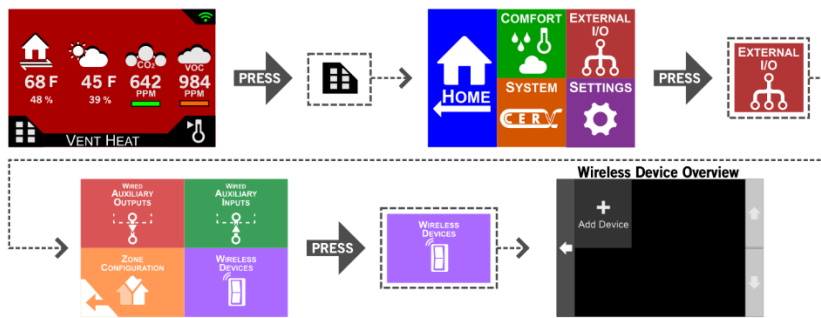 CO2
VOC
68 F
45 F
642
984
PPM
PPM
48 %
39 %
VENT HEAT
PRESS
HOME
COMFORT
EXTERNAL
I/O
SYSTEM
CERV
SETTINGS
PRESS
EXTERNAL
I/O
WIRED
AUXILIARY
OUTPUTS
WIRED
AUXILIARY
INPUTS
ZONE
CONFIGURATION
WIRELESS
DEVICES
PRESS
WIRELESS
DEVICES
Wireless Device Overview
+
Add Device